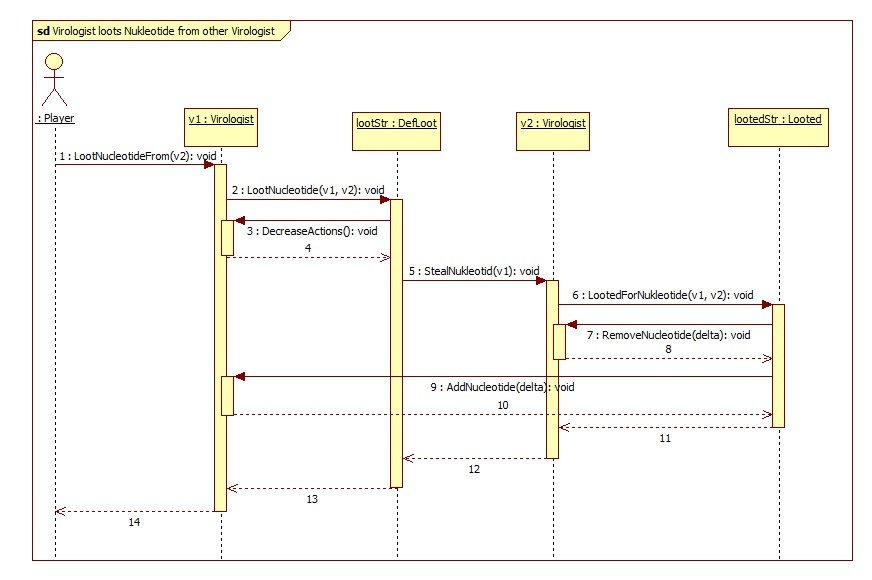 sd Virologist loots Nukleotide from other Virologist
: Player
v1 : Virologist
lootStr : DefLoot
v2 : Virologist
lootedStr : Looted
1 : LootNucleotideFrom(v2): void
2 : LootNucleotide(v1, v2): void
3 : DecreaseActions(): void
4
5 : StealNukleotid(v1): void
6 : LootedForNukleotide(v1, v2): void
7 : RemoveNucleotide(delta): void
8
9 : AddNucleotide(delta): void
10
11
12
13
14